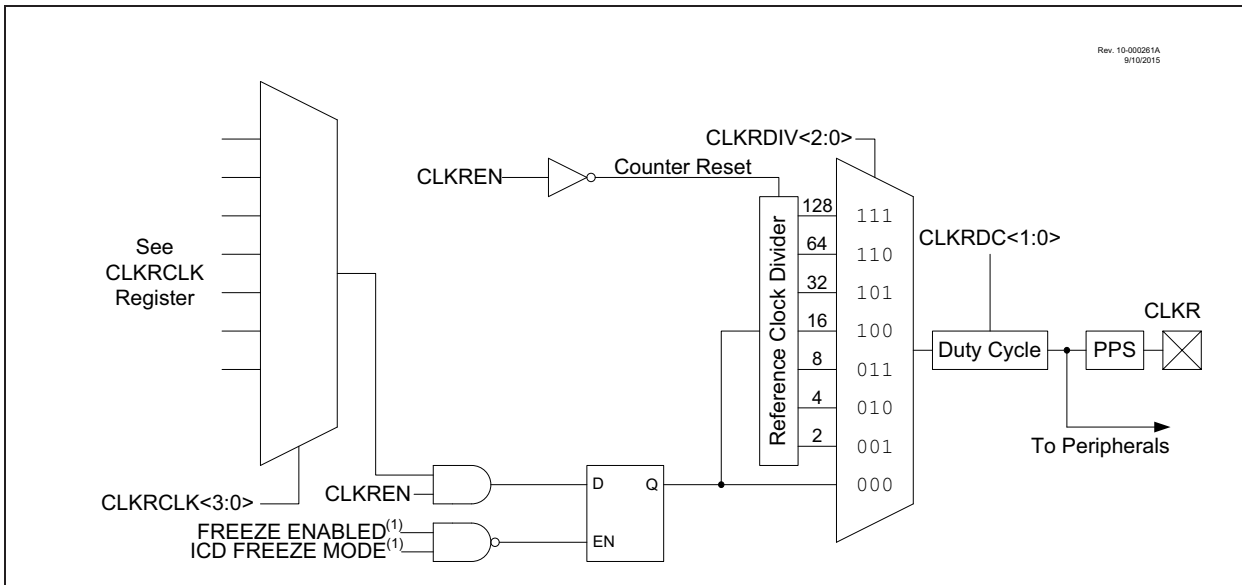 Rev. 10-000261A
9/10/2015
CLKRDIV<2:0>
CLKREN
Counter Reset
See
CLKRCLK
Register
Reference Clock Divider
128
64
32
16
8
4
2
111
110
101
100
011
010
001
000
CLKRDC<1:0>
Duty Cycle
PPS
CLKR
To Peripherals
CLKRCLK<3:0>
CLKREN
FREEZE ENABLED(1)
ICD FREEZE MODE(1)
D
Q
EN